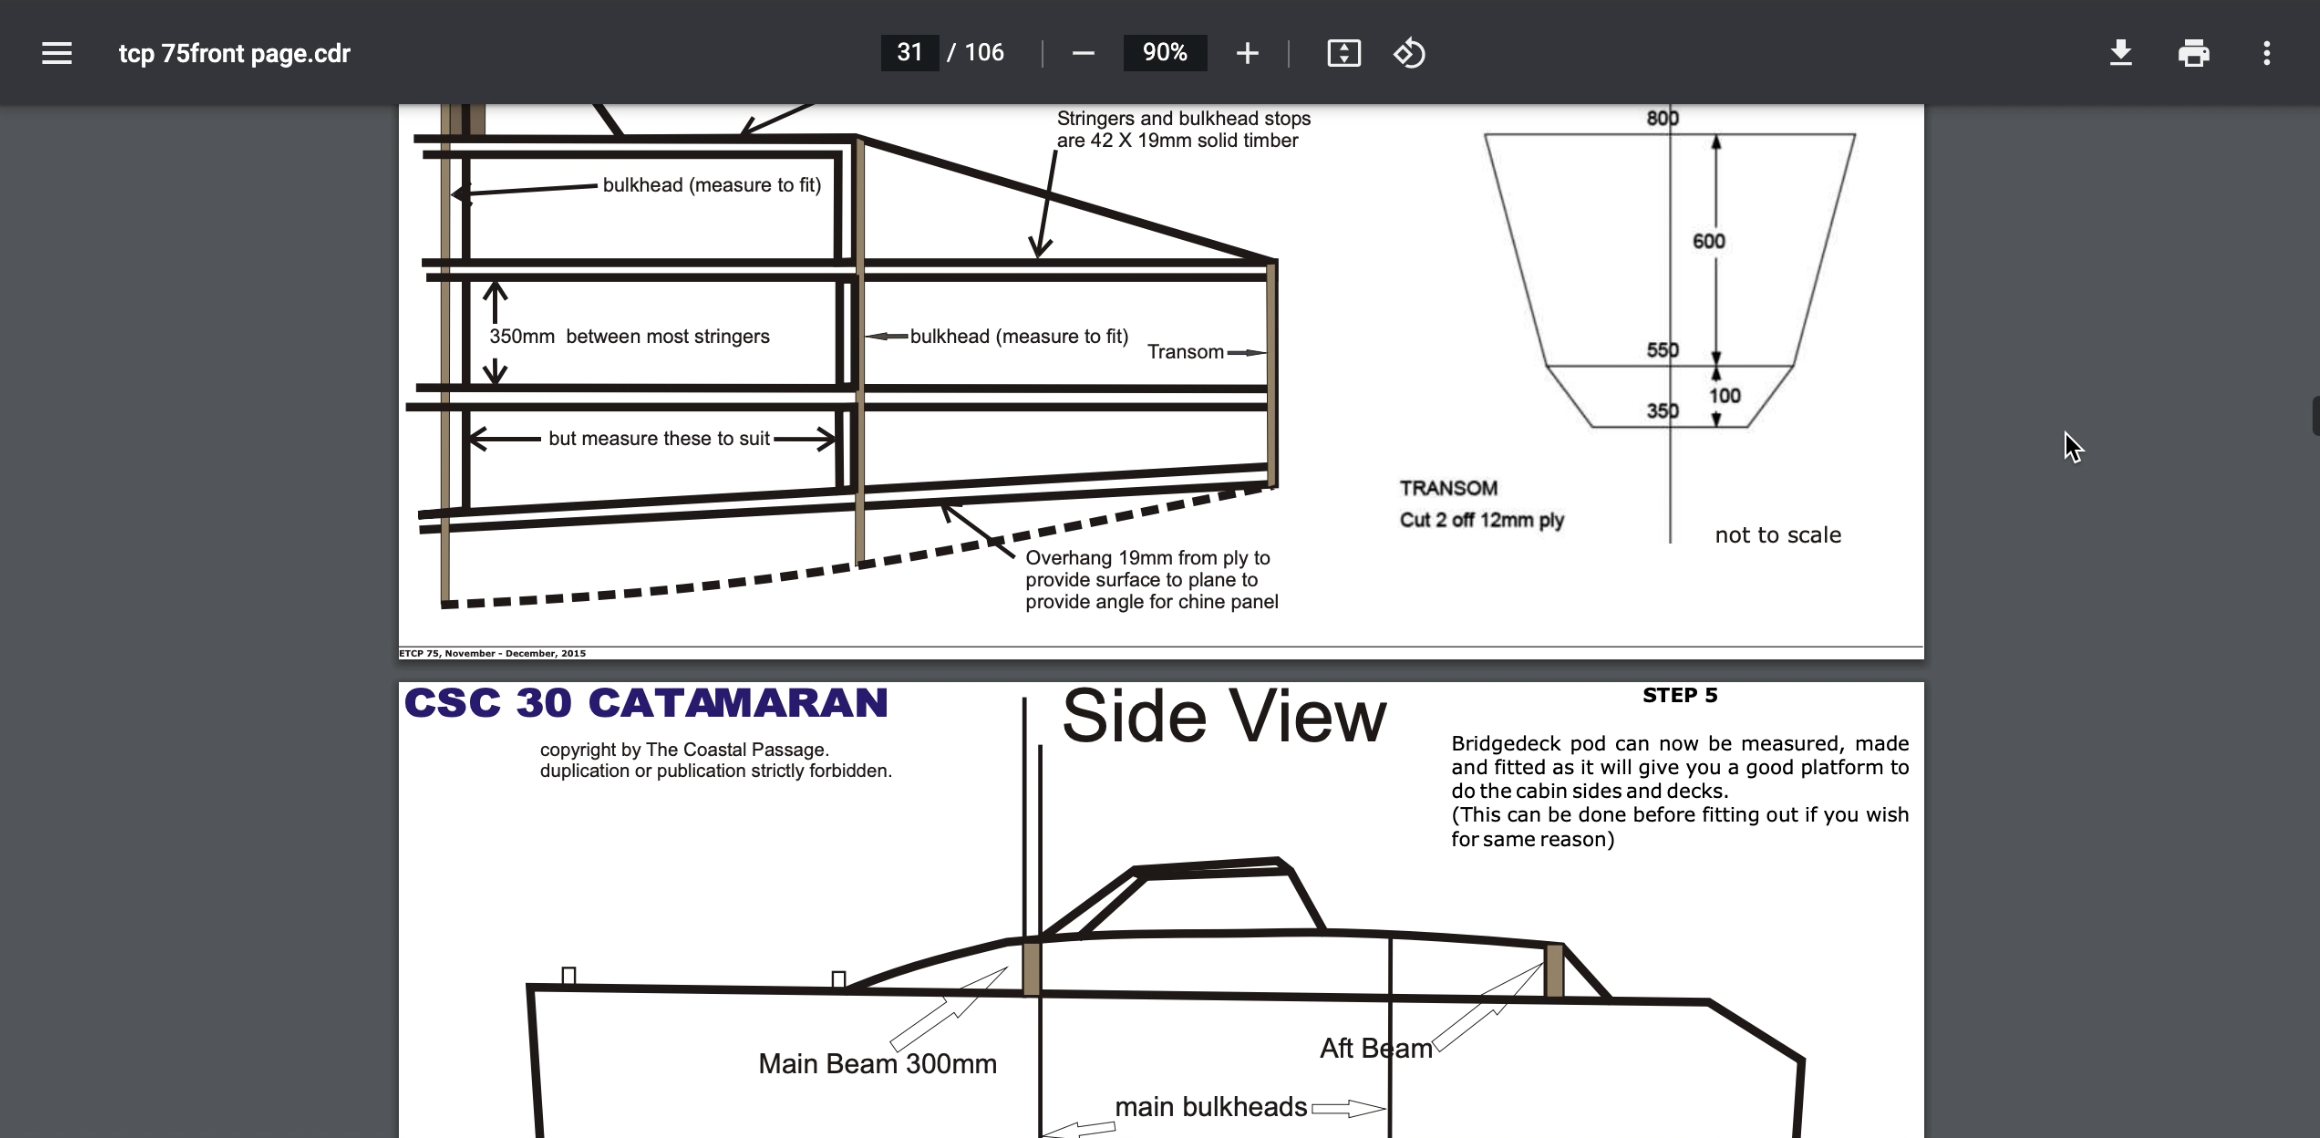 tcp 75front page.cdr
31 / 106
90%
Stringers and bulkhead stops
are 42 X 19mm solid timber
bulkhead (measure to fit)
350mm between most stringers
bulkhead (measure to fit)
Transom
but measure these to suit
Overhang 19mm from ply to
provide surface to plane to
provide angle for chine panel
800
600
550
100
350
TRANSOM
Cut 2 off 12mm ply
not to scale
ETCP 75, November - December, 2015
CSC 30 CATAMARAN
copyright by The Coastal Passage.
duplication or publication strictly forbidden.
Side View
STEP 5
Bridgedeck pod can now be measured, made
and fitted as it will give you a good platform to
do the cabin sides and decks.
(This can be done before fitting out if you wish
for same reason)
Main Beam 300mm
Aft Beam
main bulkheads